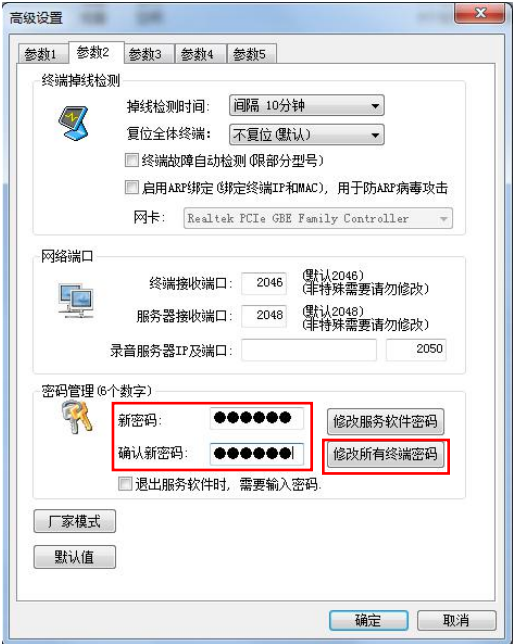 高级设置
参数1 参数2 参数3 参数4 参数5
终端掉线检测
掉线检测时间: 间隔 10分钟
复位全体终端: 不复位(默认)
终端故障自动检测(限部分型号)
启用ARP绑定(绑定终端IP和MAC), 用于防ARP病毒攻击
网卡: Realtek PCIe GBE Family Controller
网络端口
终端接收端口: 2046 (默认2046)
(非特殊需要请勿修改)
服务器接收端口: 2048 (默认2048)
(非特殊需要请勿修改)
录音服务器IP及端口: 2050
密码管理(6个数字)
新密码: ●●●●●● 修改服务软件密码
确认新密码: ●●●●●● 修改所有终端密码
退出服务软件时, 需要输入密码.
厂家模式
默认值
确定 取消